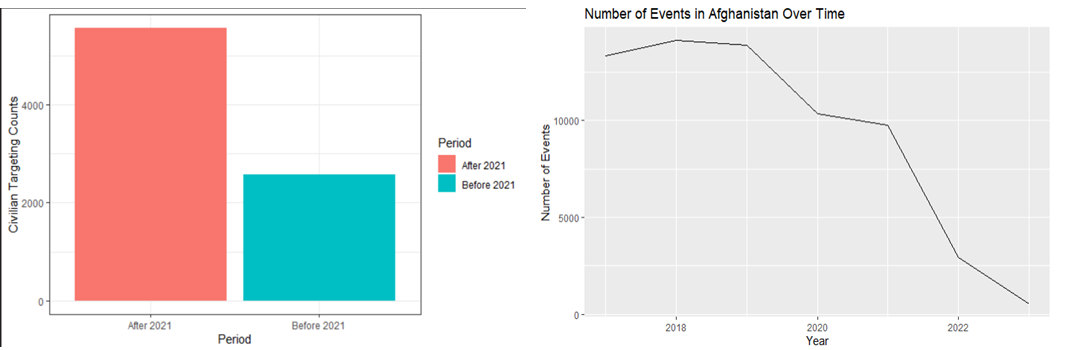 Civilian Targeting Counts
4000
2000
0
After 2021
Before 2021
Period
Period
After 2021
Before 2021
Number of Events in Afghanistan Over Time
Number of Events
10000
5000
0
2018
2020
2022
Year